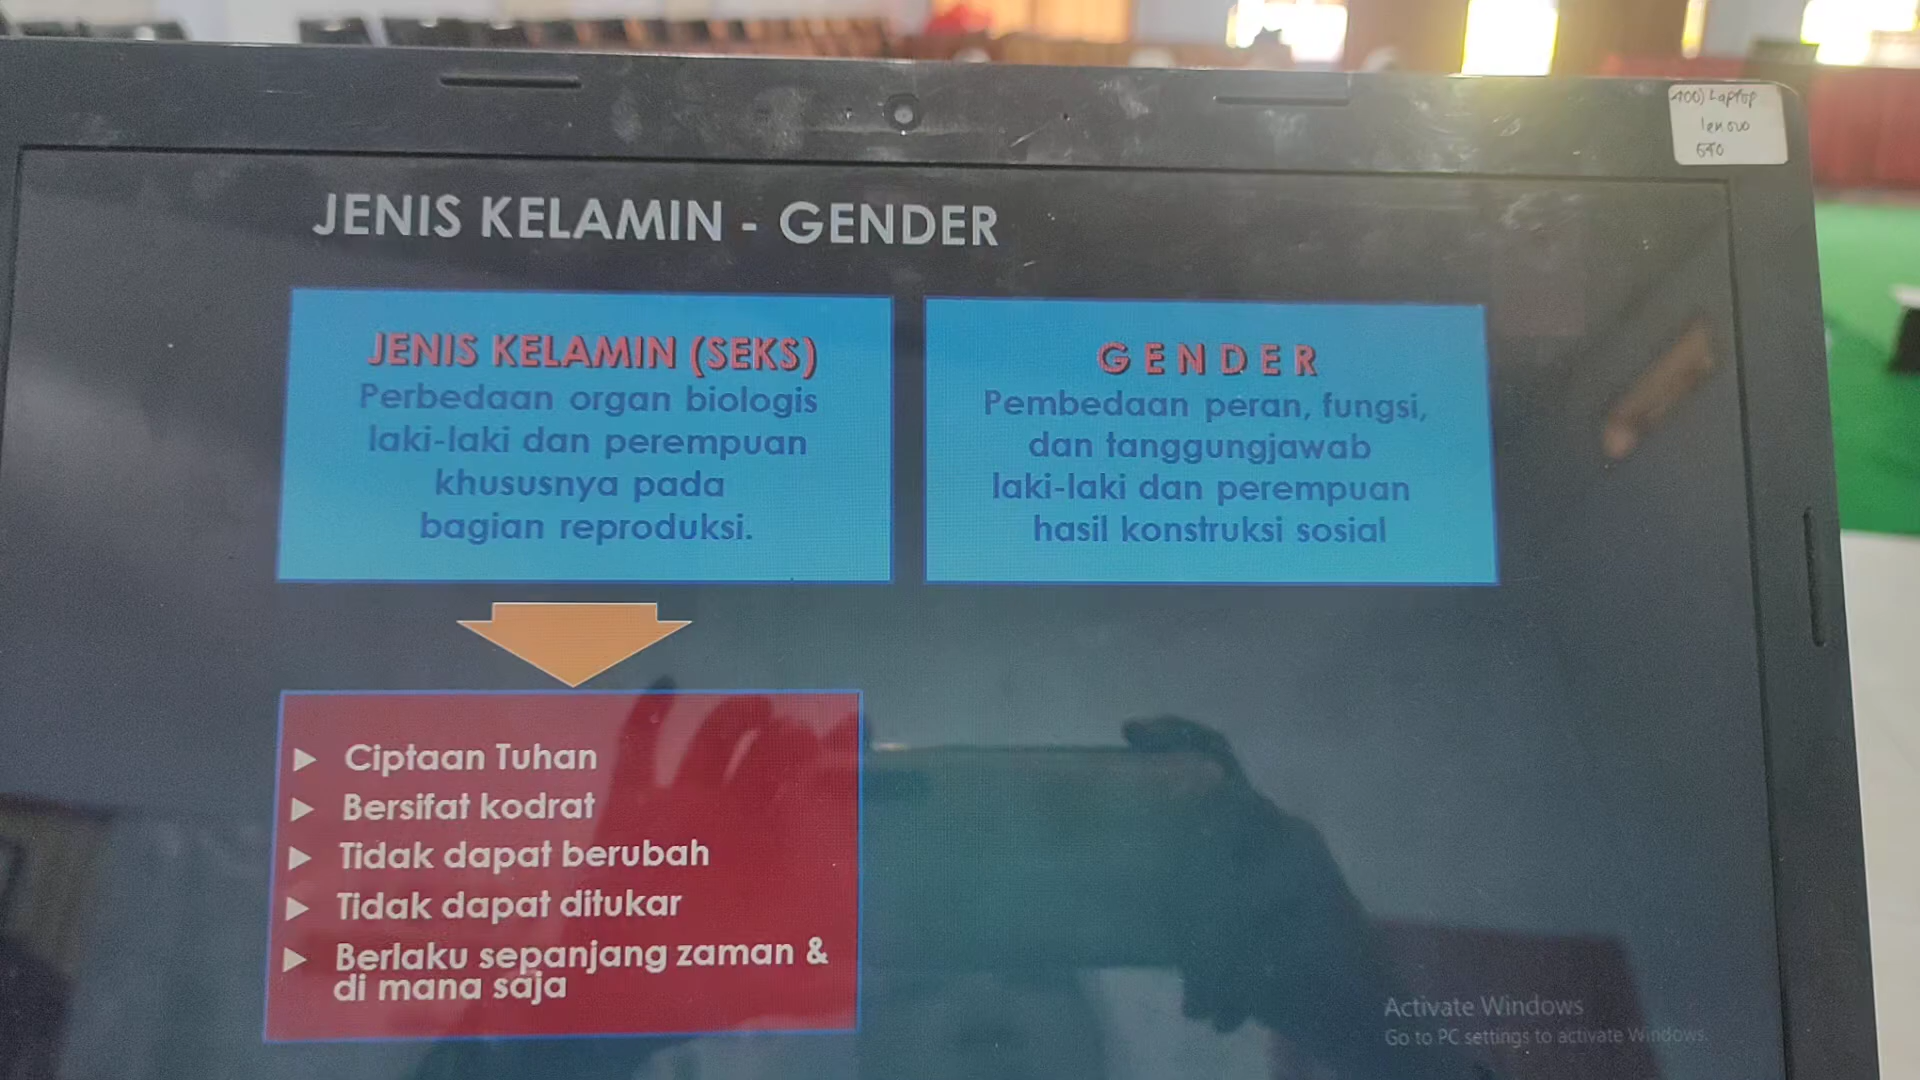 400) Laptop
lenovo
JENIS KELAMIN - GENDER
JENIS KELAMIN (SEKS)
Perbedaan organ biologis
laki-laki dan perempuan
khususnya pada
bagian reproduksi.
GENDER
Pembedaan peran, fungsi,
dan tanggungjawab
laki-laki dan perempuan
hasil konstruksi sosial
Ciptaan Tuhan
Bersifat kodrat
Tidak dapat berubah
Tidak dapat ditukar
Berlaku sepanjang zaman &
di mana saja
Activate Windows
Go to PC settings to activate Windows.